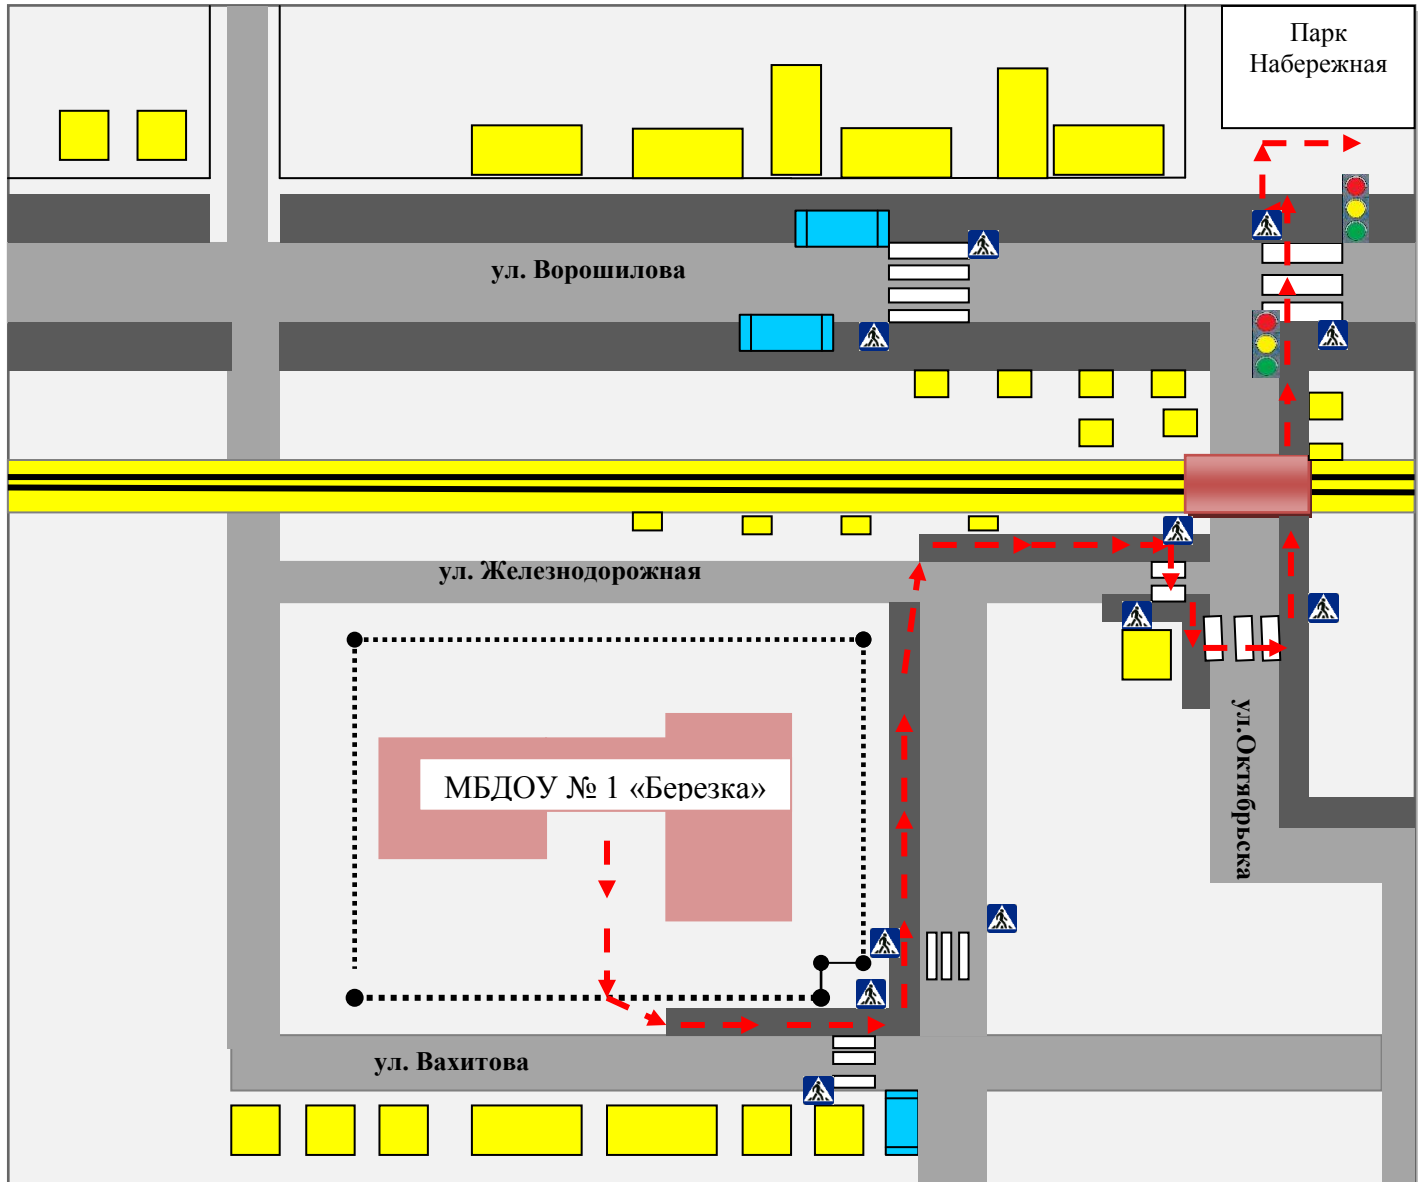 Парк
Набережная
ул. Ворошилова
ул. Железнодорожная
ул.Октябрьска
МБДОУ № 1 «Березка»
ул. Вахитова